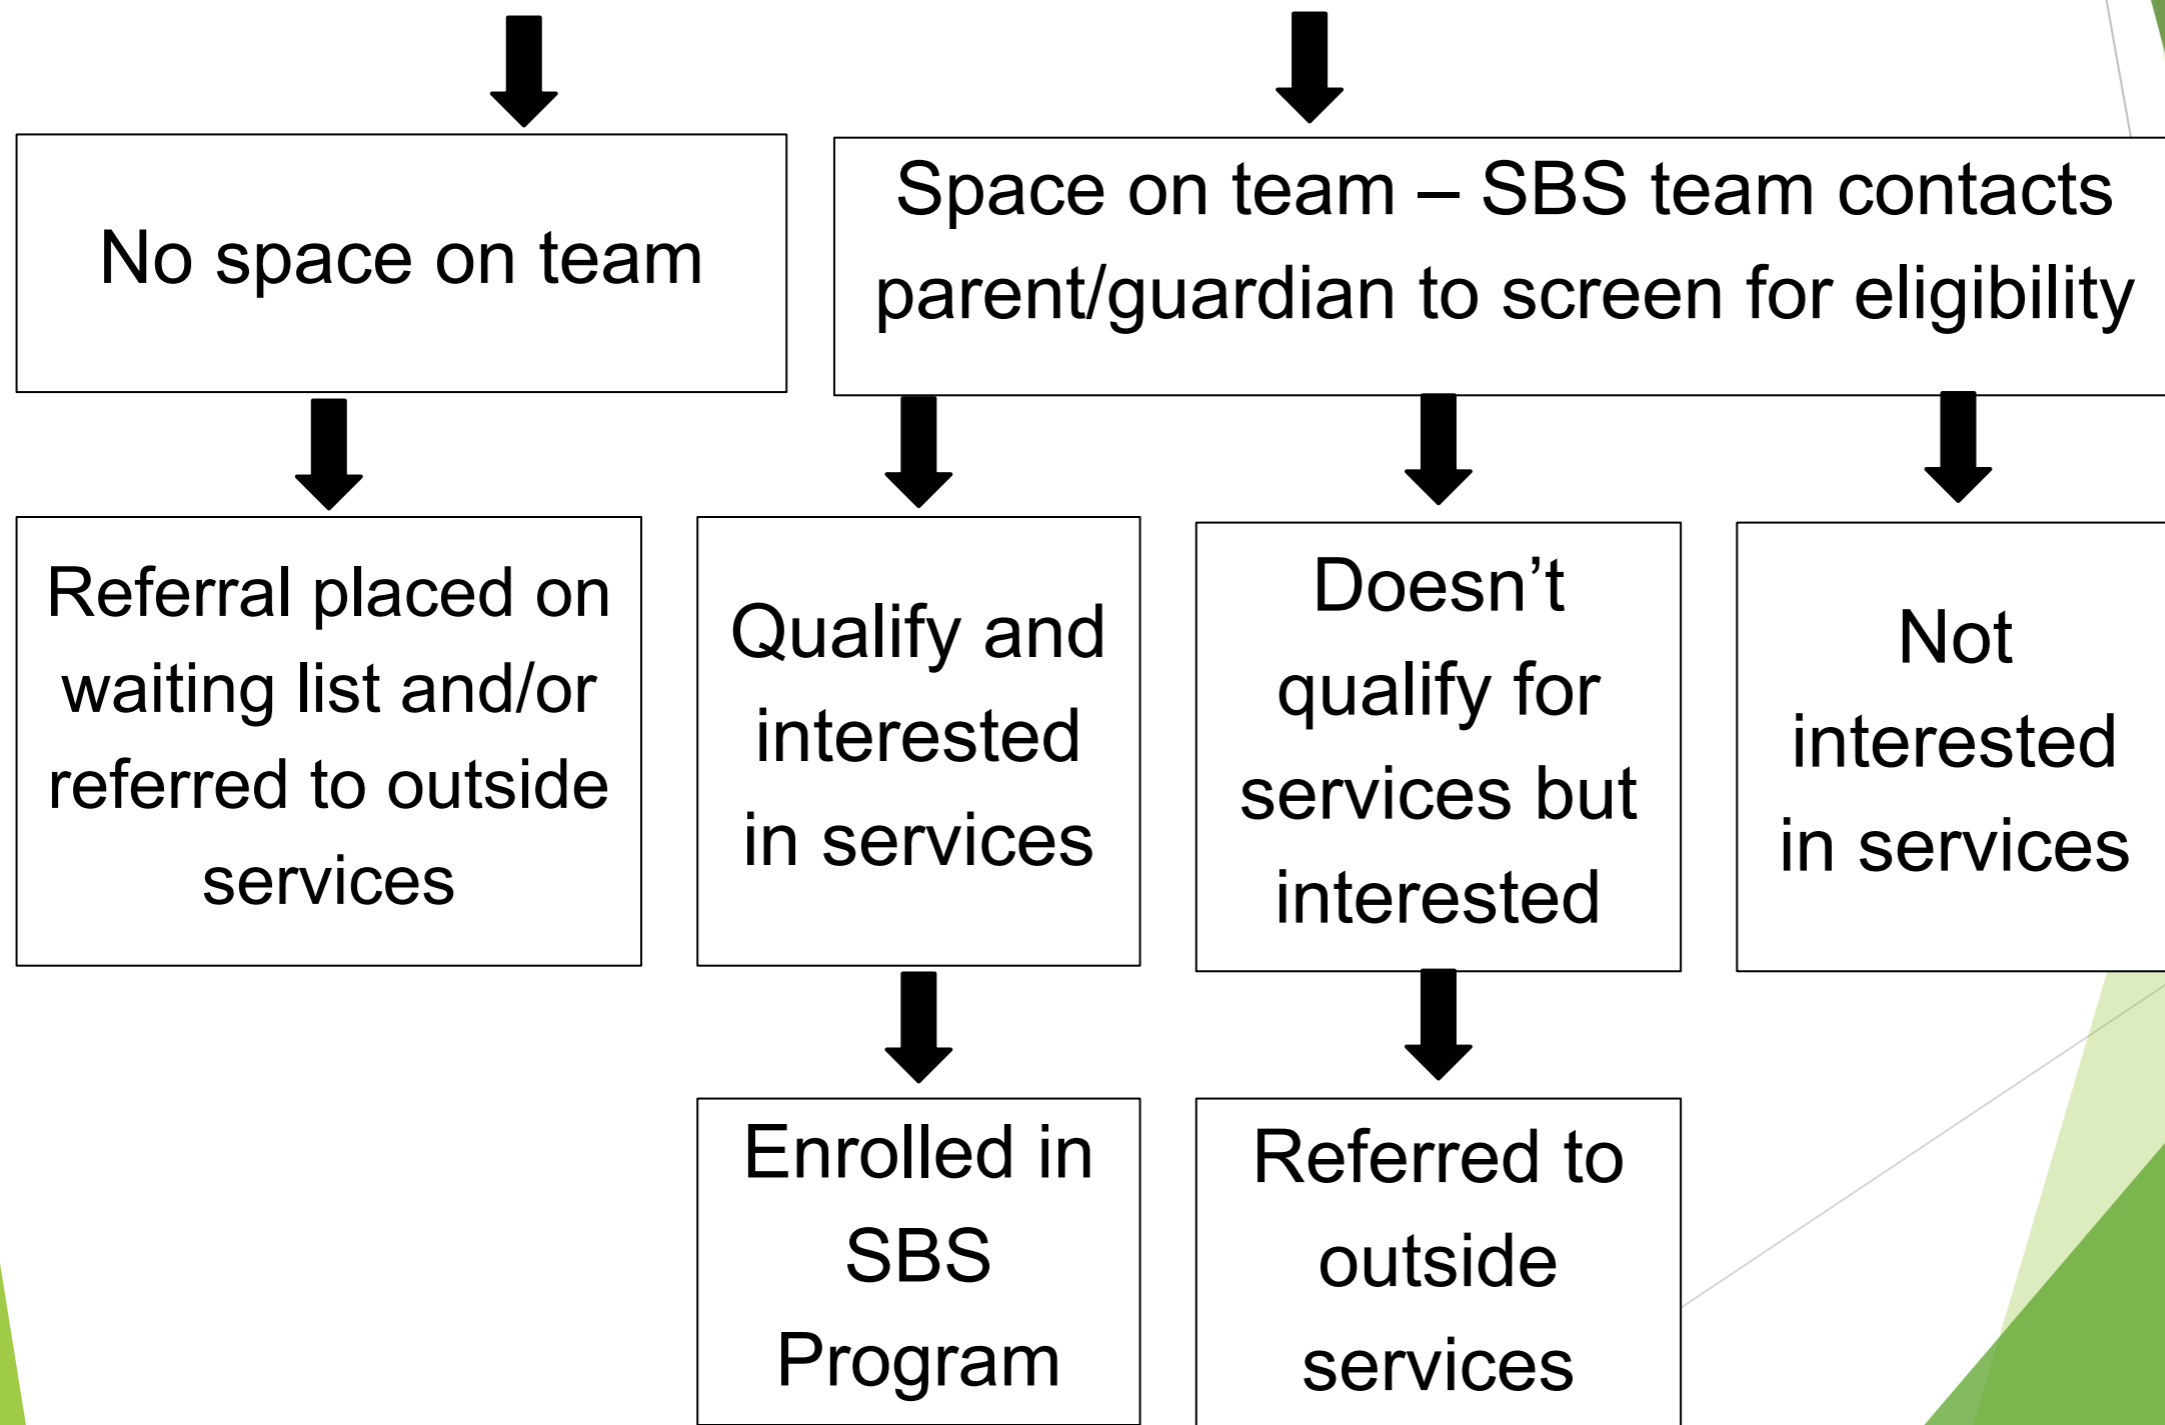 No space on team
Space on team – SBS team contacts
parent/guardian to screen for eligibility
Referral placed on
waiting list and/or
referred to outside
services
Qualify and
interested
in services
Doesn’t
qualify for
services but
interested
Not
interested
in services
Enrolled in
SBS
Program
Referred to
outside
services